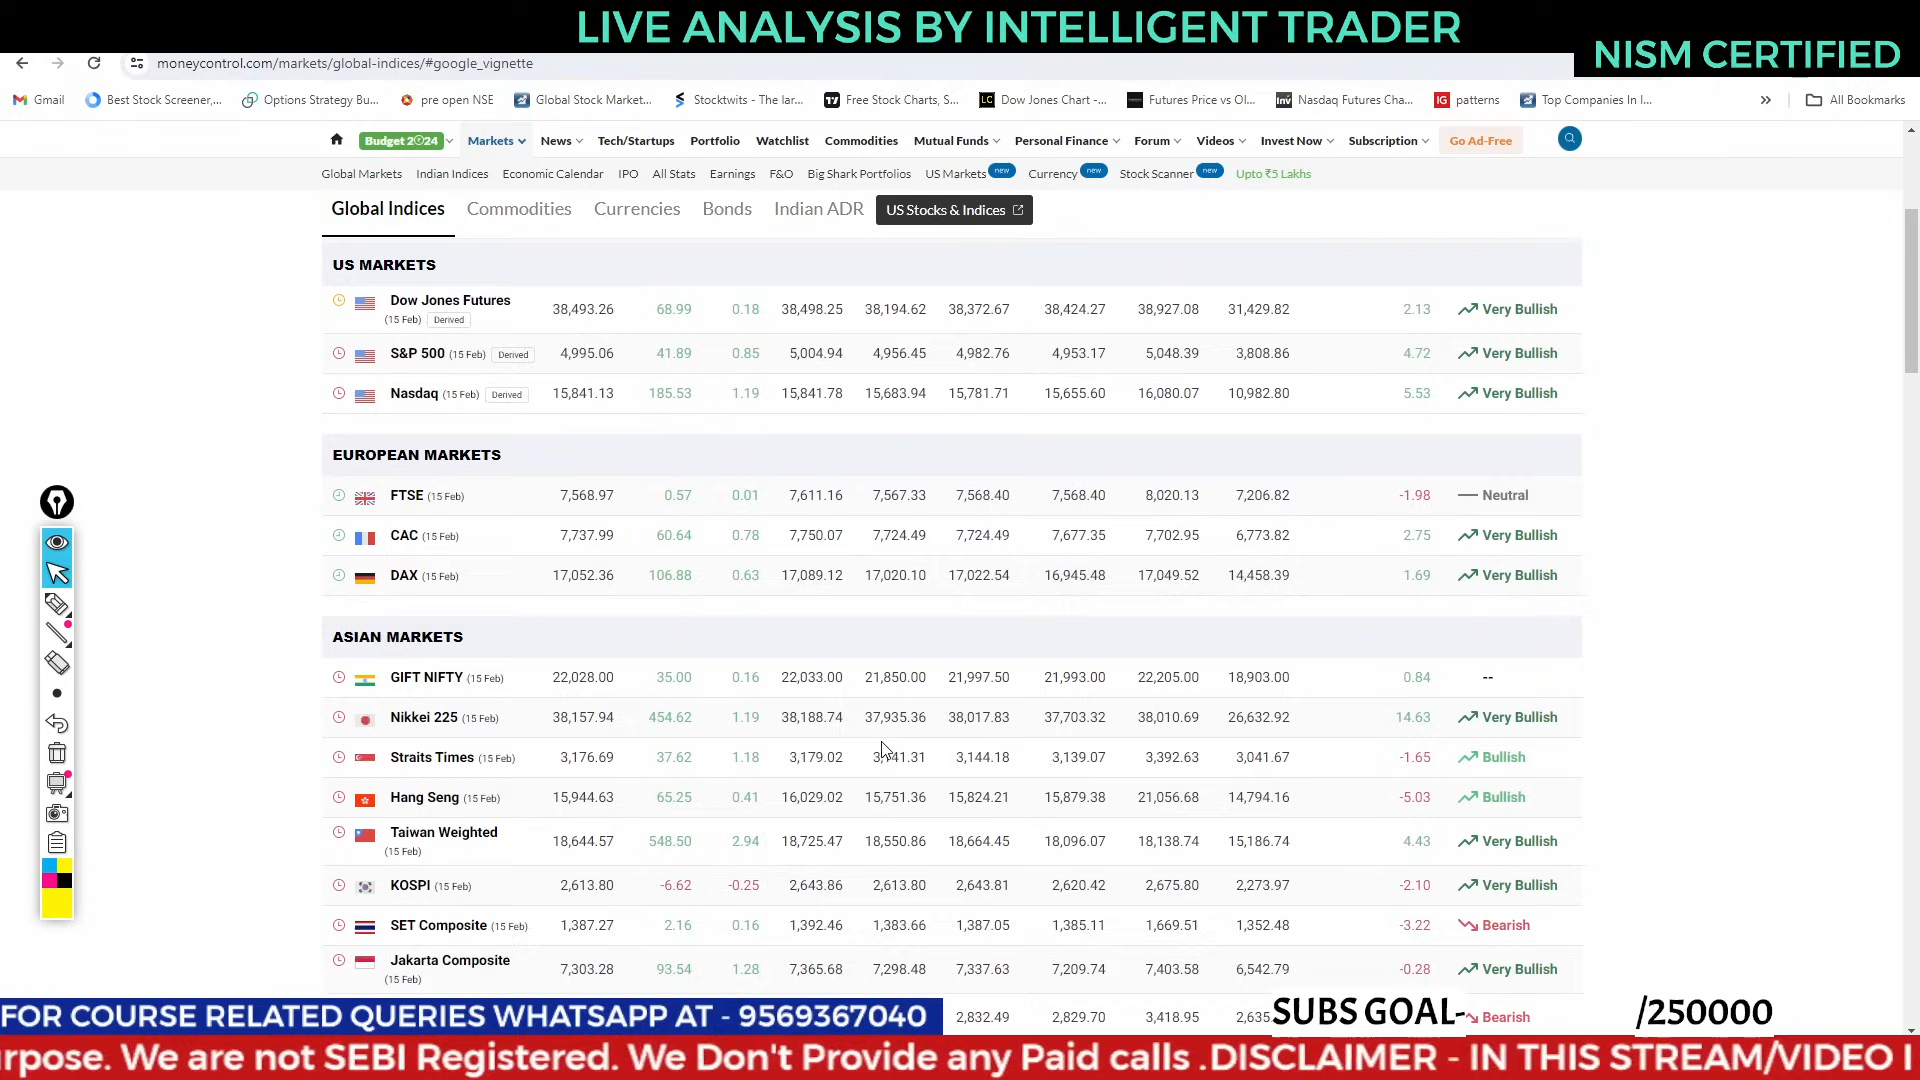 LIVE ANALYSIS BY INTELLIGENT TRADER
NISM CERTIFIED
moneycontrol.com/markets/global-indices/#google_vignette
Gmail Best Stock Screener,... Options Strategy Bu... pre open NSE Global Stock Market... Stocktwits - The lar... Free Stock Charts, S... Dow Jones Chart -... Futures Price vs Ol... Nasdaq Futures Cha... patterns Top Companies In I... » All Bookmarks
Budget 2024 Markets News Tech/Startups Portfolio Watchlist Commodities Mutual Funds Personal Finance Forum Videos Invest Now Subscription Go Ad-Free
Global Markets Indian Indices Economic Calendar IPO All Stats Earnings F&O Big Shark Portfolios US Markets new Currency new Stock Scanner new Upto ₹5 Lakhs
Global Indices Commodities Currencies Bonds Indian ADR US Stocks & Indices
US MARKETS
Dow Jones Futures (15 Feb) Derived 38,493.26 68.99 0.18 38,498.25 38,194.62 38,372.67 38,424.27 38,927.08 31,429.82 2.13 Very Bullish
S&P 500 (15 Feb) Derived 4,995.06 41.89 0.85 5,004.94 4,956.45 4,982.76 4,953.17 5,048.39 3,808.86 4.72 Very Bullish
Nasdaq (15 Feb) Derived 15,841.13 185.53 1.19 15,841.78 15,683.94 15,781.71 15,655.60 16,080.07 10,982.80 5.53 Very Bullish
EUROPEAN MARKETS
FTSE (15 Feb) 7,568.97 0.57 0.01 7,611.16 7,567.33 7,568.40 7,568.40 8,020.13 7,206.82 -1.98 Neutral
CAC (15 Feb) 7,737.99 60.64 0.78 7,750.07 7,724.49 7,724.49 7,677.35 7,702.95 6,773.82 2.75 Very Bullish
DAX (15 Feb) 17,052.36 106.88 0.63 17,089.12 17,020.10 17,022.54 16,945.48 17,049.52 14,458.39 1.69 Very Bullish
ASIAN MARKETS
GIFT NIFTY (15 Feb) 22,028.00 35.00 0.16 22,033.00 21,850.00 21,997.50 21,993.00 22,205.00 18,903.00 0.84 --
Nikkei 225 (15 Feb) 38,157.94 454.62 1.19 38,188.74 37,935.36 38,017.83 37,703.32 38,010.69 26,632.92 14.63 Very Bullish
Straits Times (15 Feb) 3,176.69 37.62 1.18 3,179.02 3,141.31 3,144.18 3,139.07 3,392.63 3,041.67 -1.65 Bullish
Hang Seng (15 Feb) 15,944.63 65.25 0.41 16,029.02 15,751.36 15,824.21 15,879.38 21,056.68 14,794.16 -5.03 Bullish
Taiwan Weighted (15 Feb) 18,644.57 548.50 2.94 18,725.47 18,550.86 18,664.45 18,096.07 18,138.74 15,186.74 4.43 Very Bullish
KOSPI (15 Feb) 2,613.80 -6.62 -0.25 2,643.86 2,613.80 2,643.81 2,620.42 2,675.80 2,273.97 -2.10 Very Bullish
SET Composite (15 Feb) 1,387.27 2.16 0.16 1,392.46 1,383.66 1,387.05 1,385.11 1,669.51 1,352.48 -3.22 Bearish
Jakarta Composite (15 Feb) 7,303.28 93.54 1.28 7,365.68 7,298.48 7,337.63 7,209.74 7,403.58 6,542.79 -0.28 Very Bullish
2,832.49 2,829.70 3,418.95 2,635 Bearish
FOR COURSE RELATED QUERIES WHATSAPP AT - 9569367040
SUBS GOAL- /250000
rpose. We are not SEBI Registered. We Don't Provide any Paid calls .DISCLAIMER - IN THIS STREAM/VIDEO I